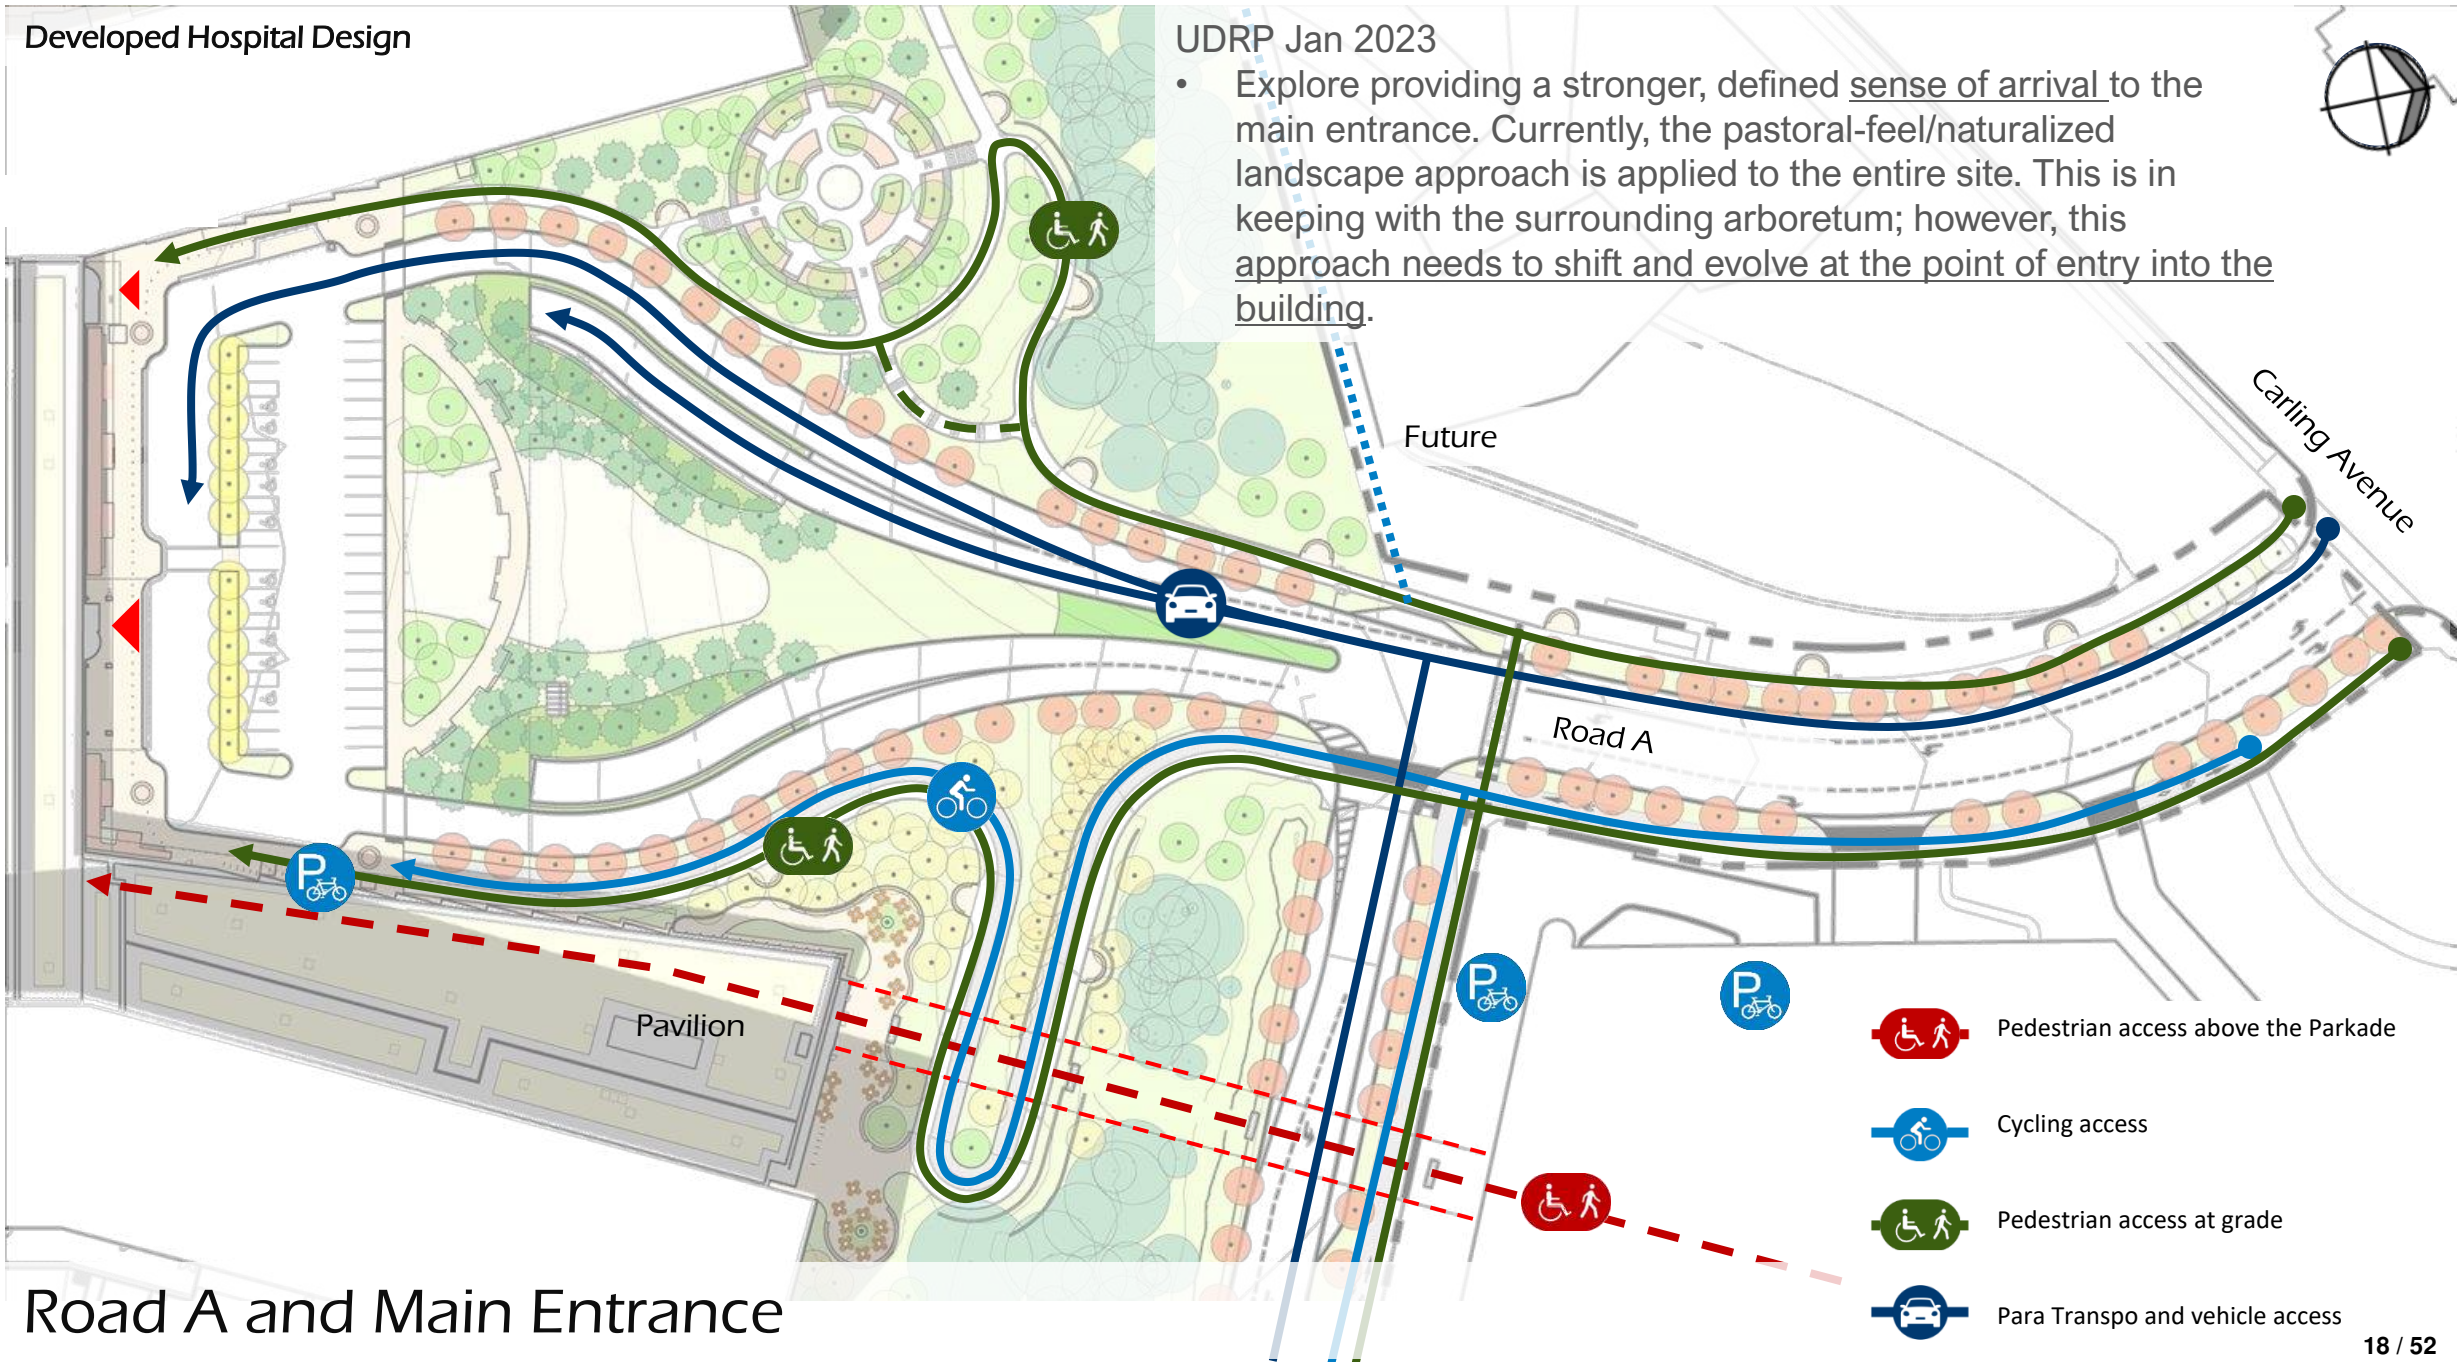 Developed Hospital Design
UDRP Jan 2023
• Explore providing a stronger, defined sense of arrival to the
main entrance. Currently, the pastoral-feel/naturalized
landscape approach is applied to the entire site. This is in
keeping with the surrounding arboretum; however, this
approach needs to shift and evolve at the point of entry into the
building.
Carling Avenue
Future
Road A
P
P
P
Pavilion
Pedestrian access above the Parkade
Cycling access
Pedestrian access at grade
Para Transpo and vehicle access
Road A and Main Entrance
18 / 52